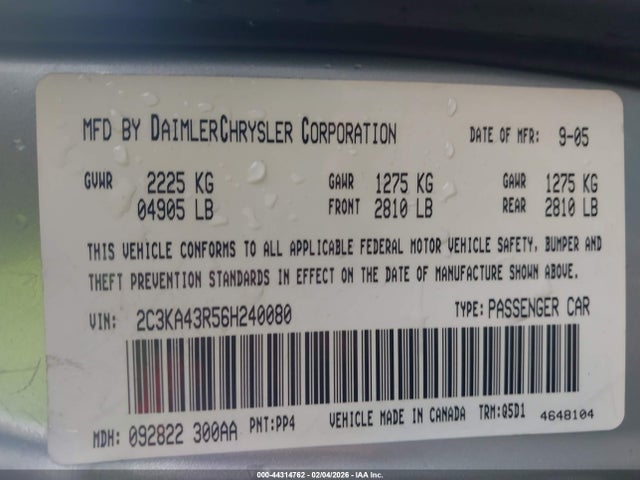 MFD BY DAIMLERCHRYSLER CORPORATION DATE OF MFR: 9-05
GVWR 2225 KG GAWR 1275 KG GAWR 1275 KG
04905 LB FRONT 2810 LB REAR 2810 LB
THIS VEHICLE CONFORMS TO ALL APPLICABLE FEDERAL MOTOR VEHICLE SAFETY, BUMPER AND
THEFT PREVENTION STANDARDS IN EFFECT ON THE DATE OF MANUFACTURE SHOWN ABOVE.
VIN: 2C3KA43R56H240080 TYPE: PASSENGER CAR
MDH: 092822 300AA PNT:PP4 VEHICLE MADE IN CANADA TRM:Q5D1 4648104
000-44314762 - 02/04/2026 - IAA Inc.